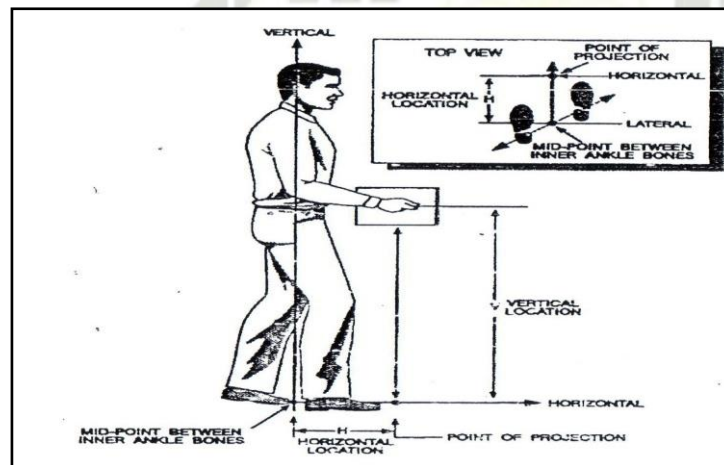 VERTICAL
TOP VIEW
POINT OF
PROJECTION
HORIZONTAL
HORIZONTAL
LOCATION
H
LATERAL
MID-POINT BETWEEN
INNER ANKLE BONES
V
VERTICAL
LOCATION
HORIZONTAL
MID-POINT BETWEEN
INNER ANKLE BONES
H
HORIZONTAL
LOCATION
POINT OF PROJECTION